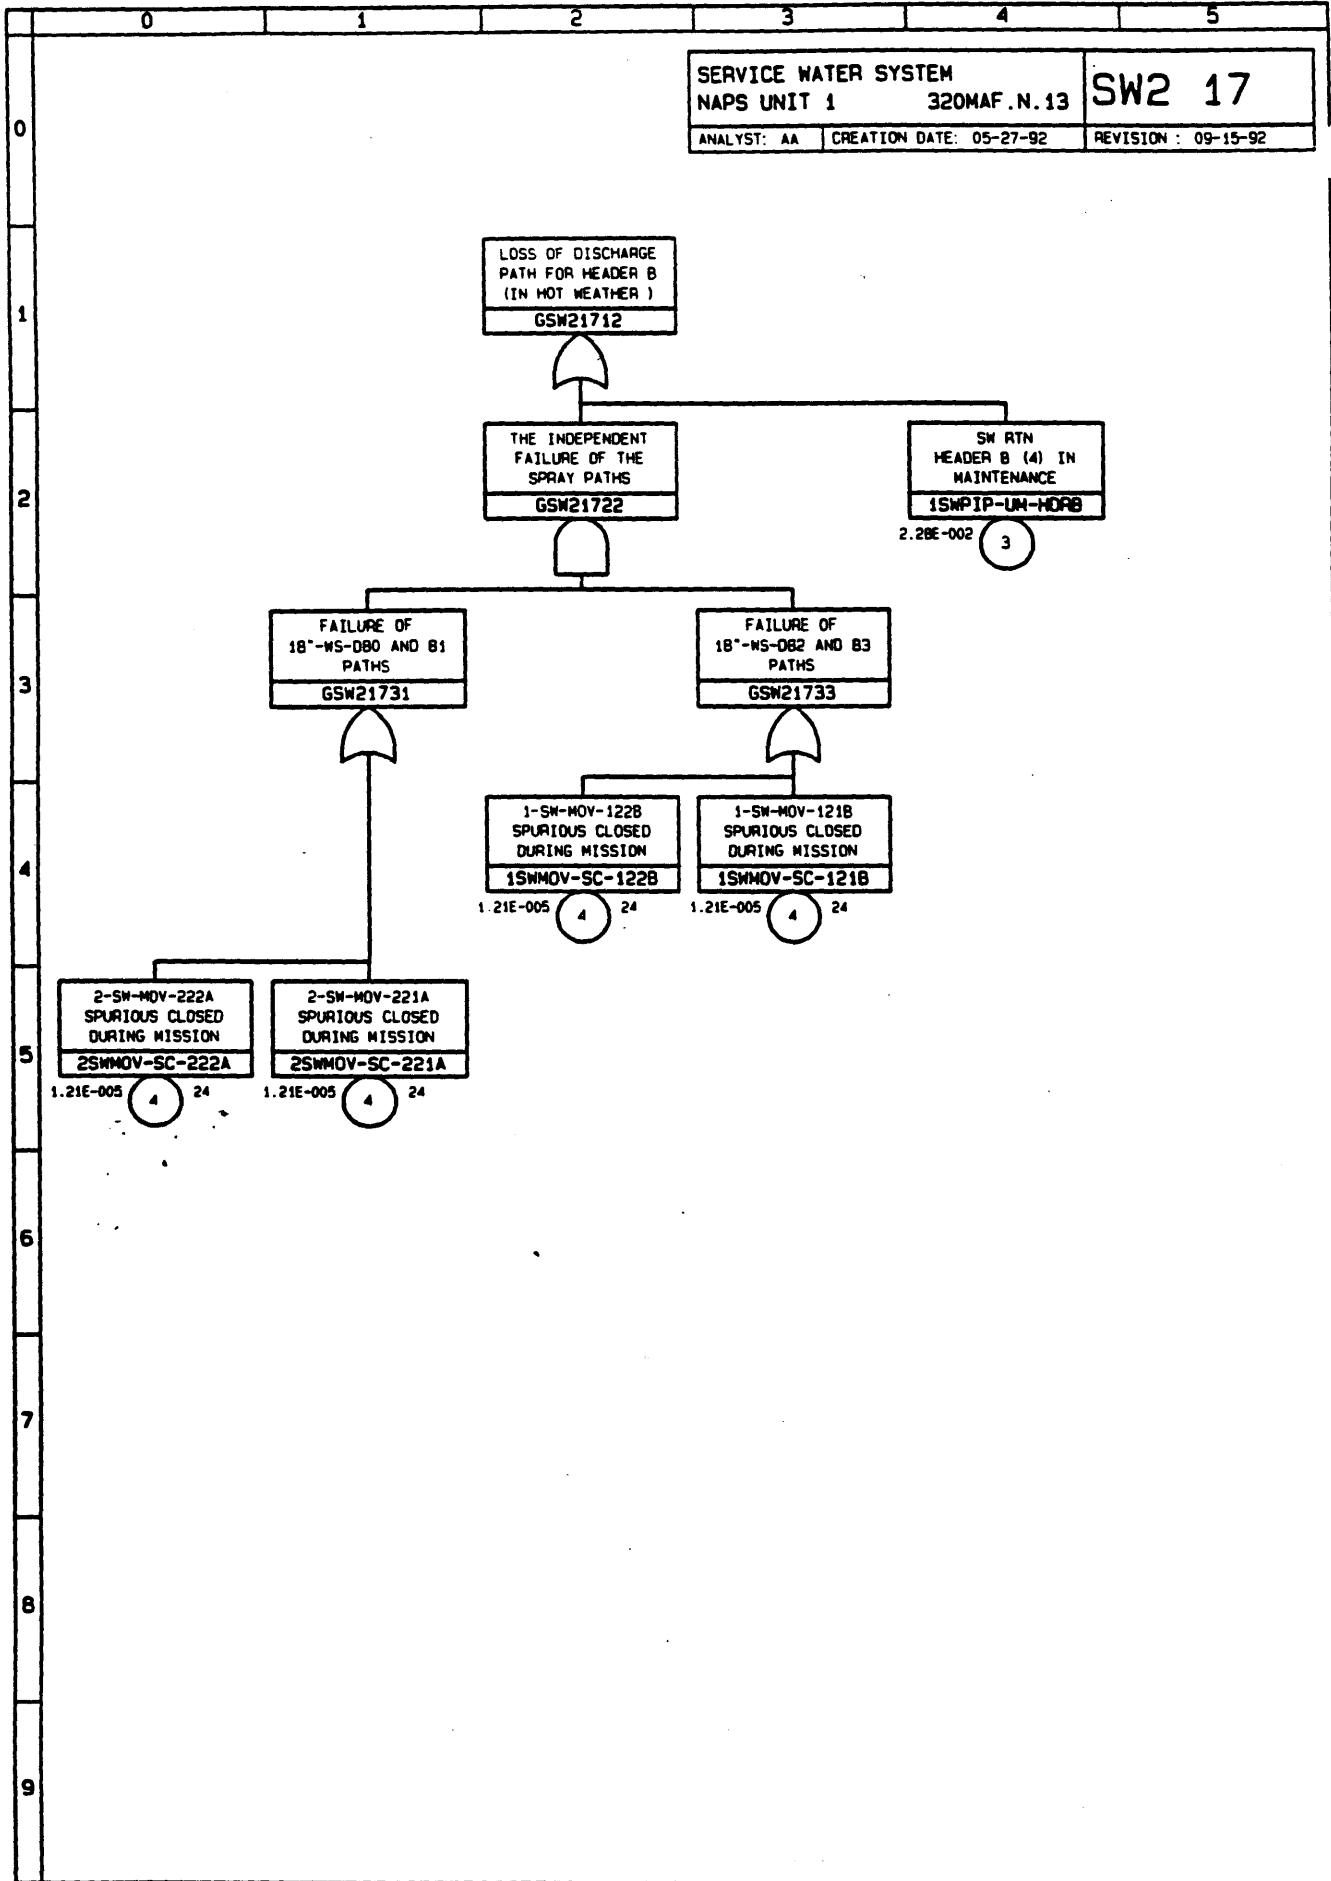 0 1 2 3 4 5
SERVICE WATER SYSTEM
NAPS UNIT 1 320MAF.N.13
SW2 17
ANALYST: AA CREATION DATE: 05-27-92 REVISION : 09-15-92
0
LOSS OF DISCHARGE
PATH FOR HEADER B
(IN HOT WEATHER )
GSW21712
1
THE INDEPENDENT
FAILURE OF THE
SPRAY PATHS
GSW21722
SW RTN
HEADER B (4) IN
MAINTENANCE
1SWPIP-UM-HDRB
2.28E-002 3
2
FAILURE OF
18"-WS-DB0 AND B1
PATHS
GSW21731
FAILURE OF
18"-WS-DB2 AND B3
PATHS
GSW21733
3
1-SW-MOV-122B
SPURIOUS CLOSED
DURING MISSION
1SWMOV-SC-122B
1.21E-005 4 24
1-SW-MOV-121B
SPURIOUS CLOSED
DURING MISSION
1SWMOV-SC-121B
1.21E-005 4 24
4
2-SW-MOV-222A
SPURIOUS CLOSED
DURING MISSION
2SWMOV-SC-222A
1.21E-005 4 24
2-SW-MOV-221A
SPURIOUS CLOSED
DURING MISSION
2SWMOV-SC-221A
1.21E-005 4 24
5
6
7
8
9